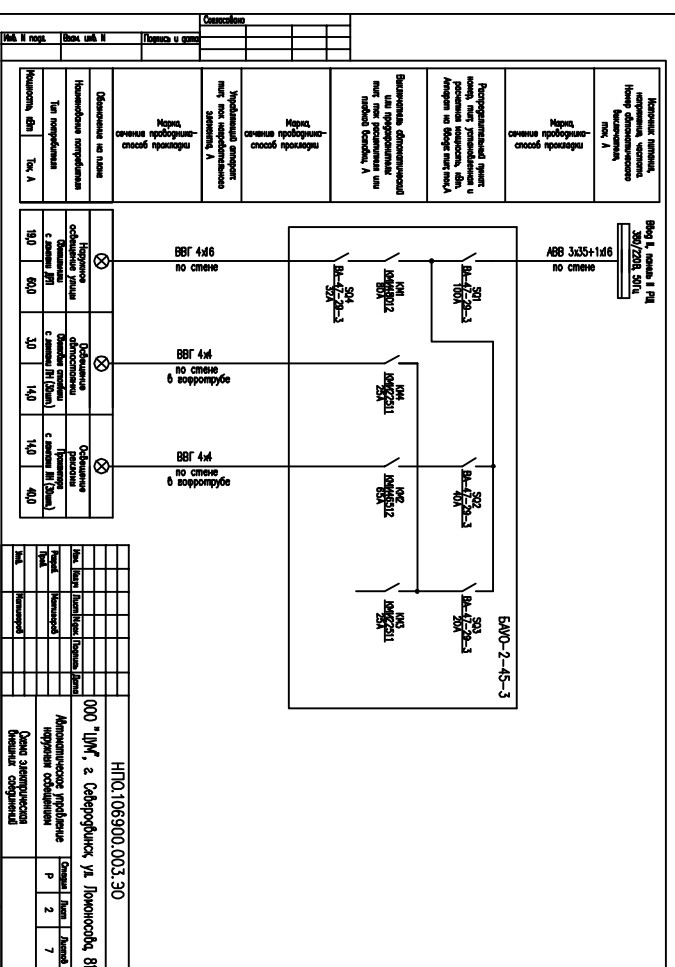 Согласовано
Инв. N подл.
Взам. инв. N
Подпись и дата
Источник питания,
напряжение, частота
Номер автоматического
выключателя,
ток, А
Ввод II, панель II РЩ
380/220В, 50Гц
Марка,
сечение проводника-
способ прокладки
АВВ 3х35+1х16
по стене
Распределительный пункт:
номер, тип; установленная и
расчетная мощность, кВт.
Аппарат на вводе: тип; ток,А
БАУО-2-45-3
SQ1
ВА-47-29-3
100А
SQ2
ВА-47-29-3
40А
SQ3
ВА-47-29-3
20А
Выключатель автоматический
или предохранитель:
тип; ток расцепителя или
плавкой вставки, А
КМ1
80А
КМ4
КМИ22511
25А
КМ2
КМИ46512
65А
КМ3
КМИ22511
25А
SQ4
ВА-47-29-3
32А
Марка,
сечение проводника-
способ прокладки
Управляющий аппарат:
тип; ток нагревательного
элемента, А
Марка,
сечение проводника-
способ прокладки
ВВГ 4х16
по стене
ВВГ 4х4
по стене
в гофротрубе
ВВГ 4х4
по стене
в гофротрубе
Обозначение на плане
Наименование потребителя
Наружное
освещение улицы
Освещение
автостоянки
Освещение
рекламы
Тип потребителя
Светильники
с лампами ДРЛ
Световые столбики
с лампами ЛН (30шт.)
Прожектора
с лампами ЛН (30шт.)
Мощность, кВт
Ток, А
19,0
60,0
3,0
14,0
14,0
40,0
НПО.106900.003.ЭО
ООО "ЦУМ", г. Северодвинск, ул. Ломоносова, 81
Изм.
Кол.уч
Лист
Nдок.
Подпись
Дата
Разраб.
Пров.
Утв.
Автоматическое управление
наружным освещением
Стадия
Лист
Листов
Р
2
7
Схема электрическая
внешних соединений